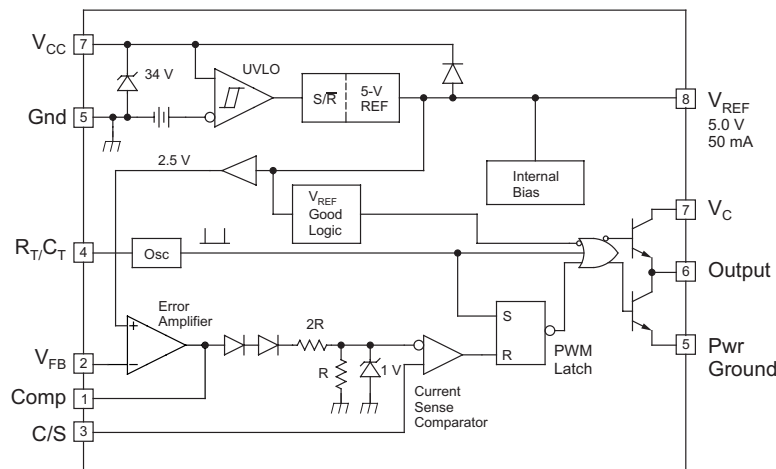 V_CC
7
34 V
UVLO
S/R̅
5-V
REF
8
V_REF
5.0 V
50 mA
Gnd
5
2.5 V
Internal
Bias
V_REF
Good
Logic
7
V_C
R_T/C_T
4
Osc
6
Output
Error
Amplifier
+
−
2R
R
1 V
S
R
PWM
Latch
5
Pwr
Ground
V_FB
2
Comp
1
C/S
3
Current
Sense
Comparator